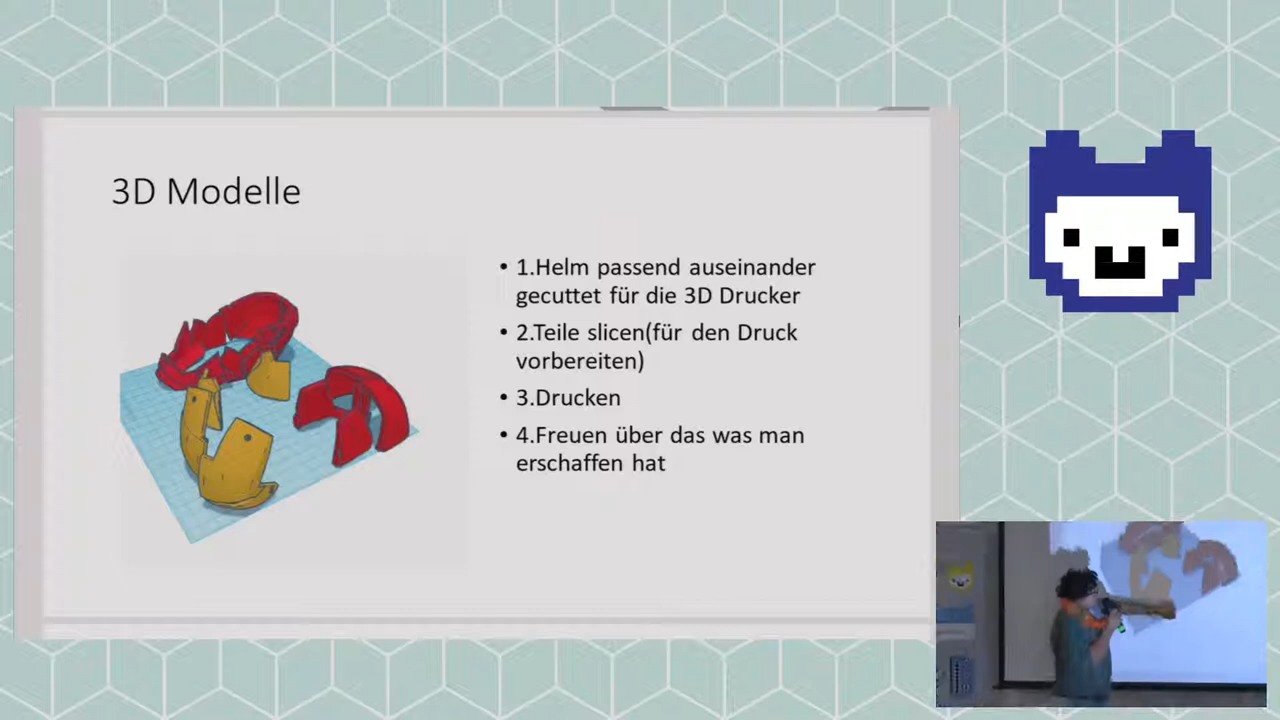 3D Modelle
• 1.Helm passend auseinander
gecuttet für die 3D Drucker
• 2.Teile slicen(für den Druck
vorbereiten)
• 3.Drucken
• 4.Freuen über das was man
erschaffen hat